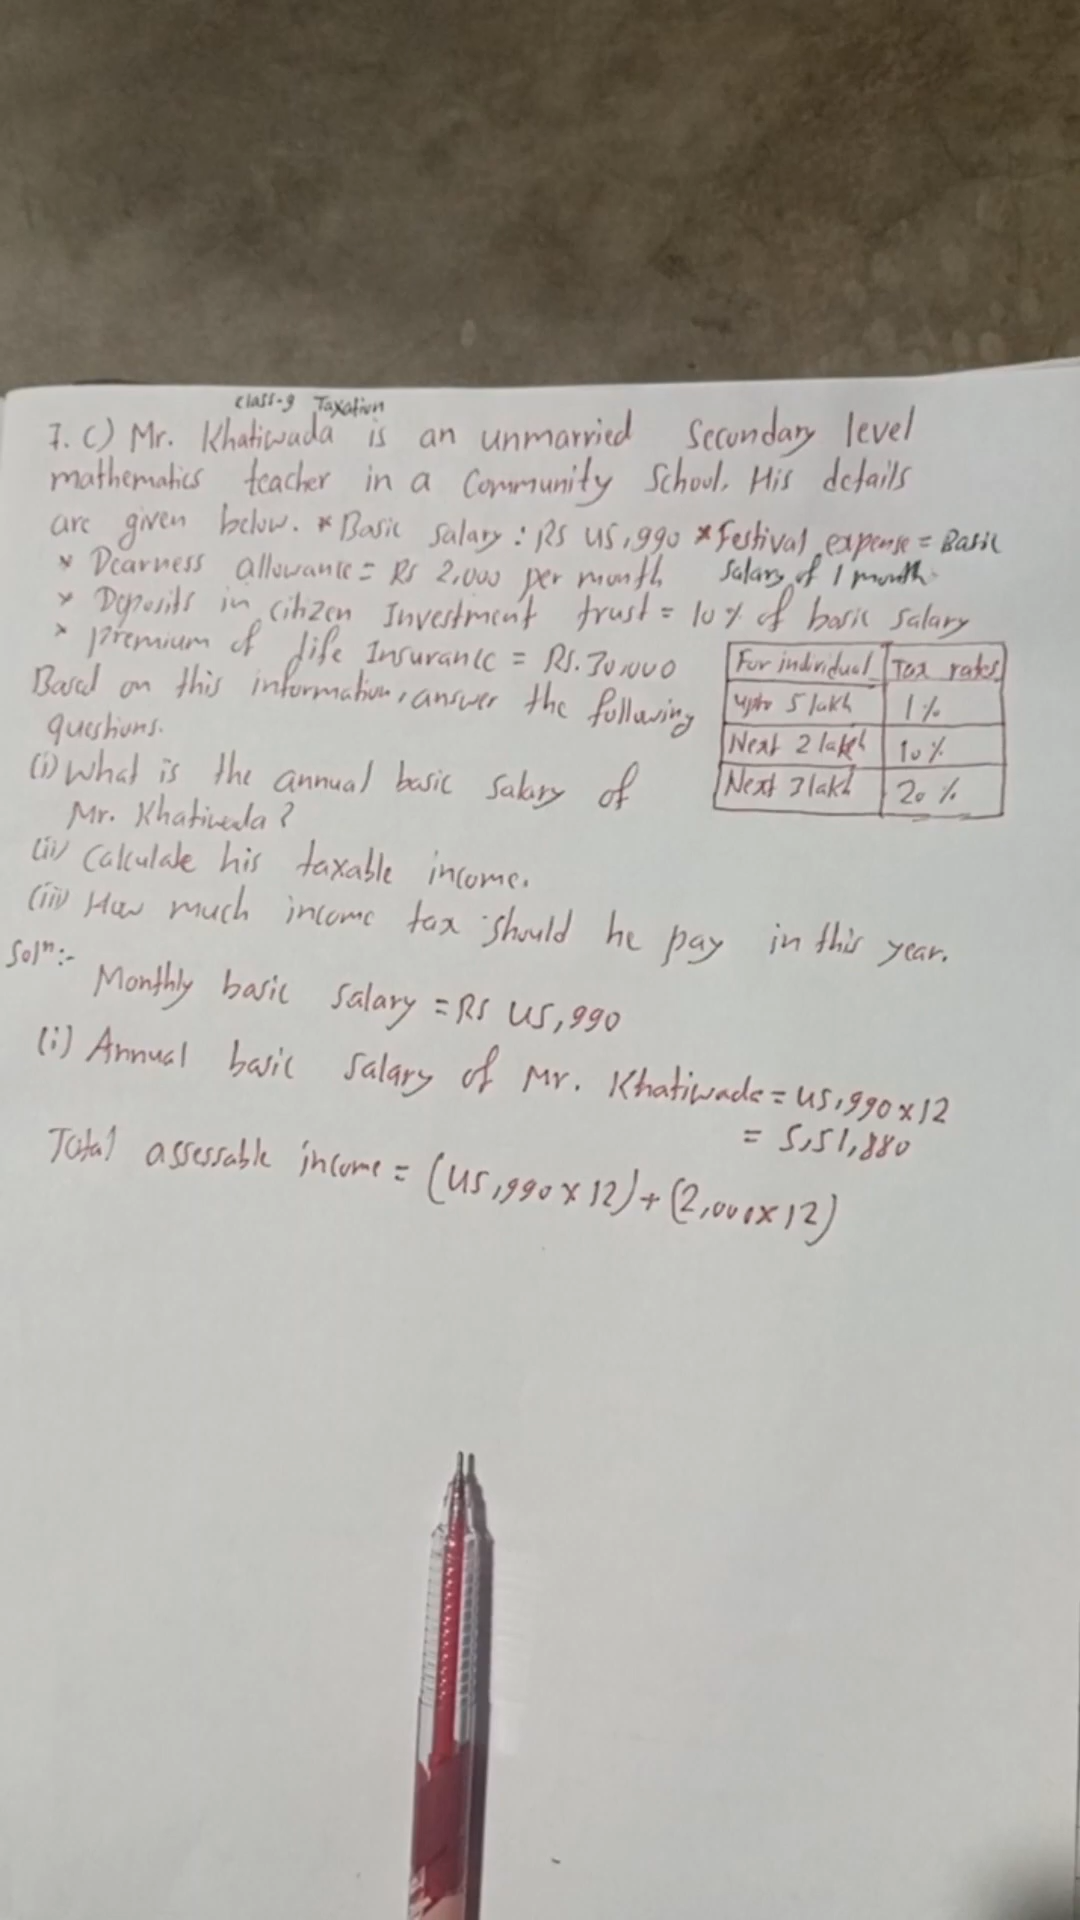 Class-9 Taxation
7. C) Mr. Khatiwada is an unmarried Secondary level
mathematics teacher in a Community School. His details
are given below. * Basic Salary : Rs 45,990 * Festival expense = Basic
* Dearness allowance = Rs 2,000 per month Salary of 1 month
* Deposits in Citizen Investment trust = 10% of basic salary
* Premium of life Insurance = Rs. 30,000
For individual Tax rates
Based on this information, answer the following
upto 5 lakh 1%
questions.
Next 2 lakh 10%
(i) What is the annual basic salary of
Next 3 lakh 20%
Mr. Khatiwada?
(ii) Calculate his taxable income.
(iii) How much income tax should he pay in this year.
Solⁿ:-
Monthly basic salary = Rs 45,990
(i) Annual basic salary of Mr. Khatiwada = 45,990 x 12
= 5,51,880
Total assessable income = (45,990 x 12) + (2,000 x 12)